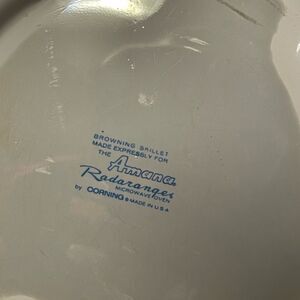 BROWNING SKILLET
MADE EXPRESSLY FOR
THE Amana®
Radarange®
MICROWAVE OVEN
by CORNING ® MADE IN U.S.A.